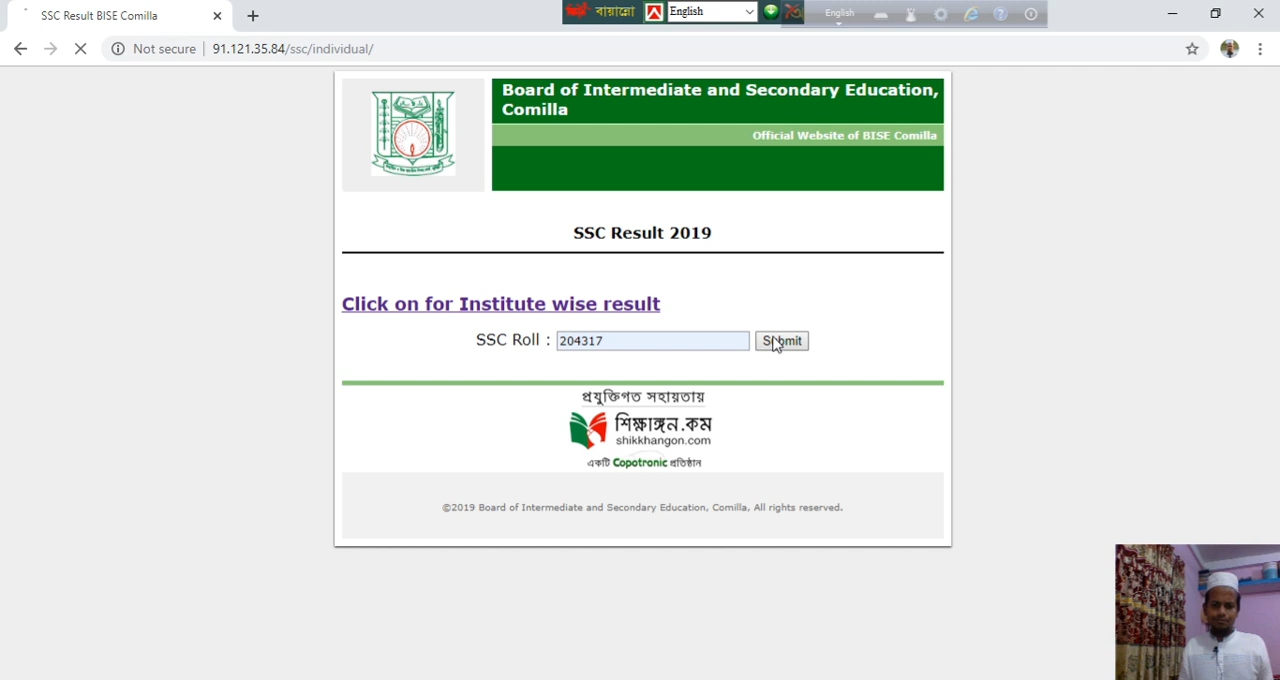 SSC Result BISE Comilla
বায়ান্নো
English
English
Not secure
91.121.35.84/ssc/individual/
Board of Intermediate and Secondary Education,
Comilla
Official Website of BISE Comilla
SSC Result 2019
Click on for Institute wise result
SSC Roll :
204317
Submit
প্রযুক্তিগত সহায়তায়
শিক্ষাঙ্গন.কম
shikkhangon.com
একটি Copotronic প্রতিষ্ঠান
©2019 Board of Intermediate and Secondary Education, Comilla, All rights reserved.